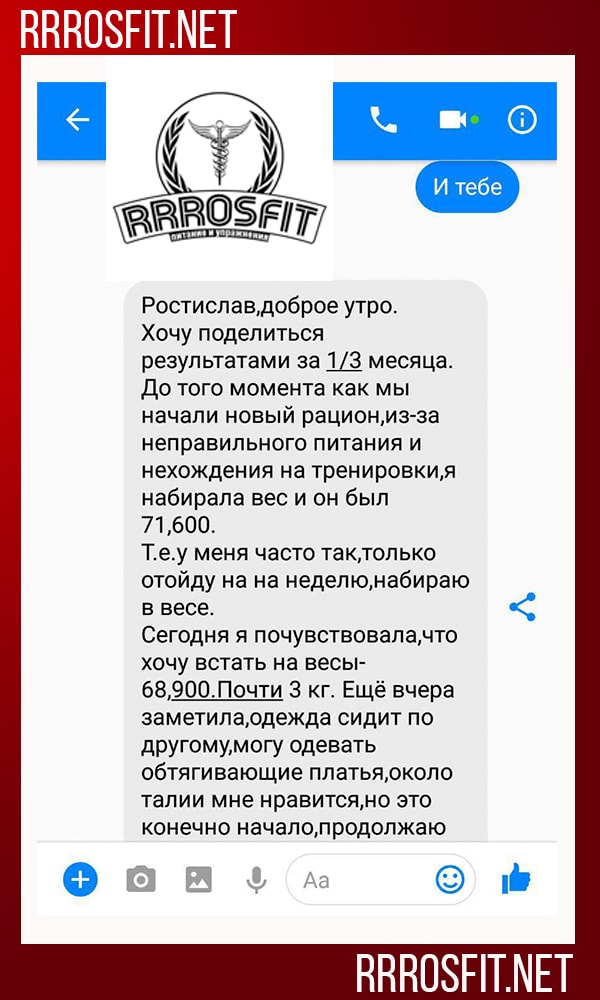 RRROSFIT.NET
RRROSFIT
питание и упражнения
И тебе
Ростислав,доброе утро.
Хочу поделиться
результатами за 1/3 месяца.
До того момента как мы
начали новый рацион,из-за
неправильного питания и
нехождения на тренировки,я
набирала вес и он был
71,600.
Т.е.у меня часто так,только
отойду на на неделю,набираю
в весе.
Сегодня я почувствовала,что
хочу встать на весы-
68,900.Почти 3 кг. Ещё вчера
заметила,одежда сидит по
другому,могу одевать
обтягивающие платья,около
талии мне нравится,но это
конечно начало,продолжаю
Aa
RRROSFIT.NET